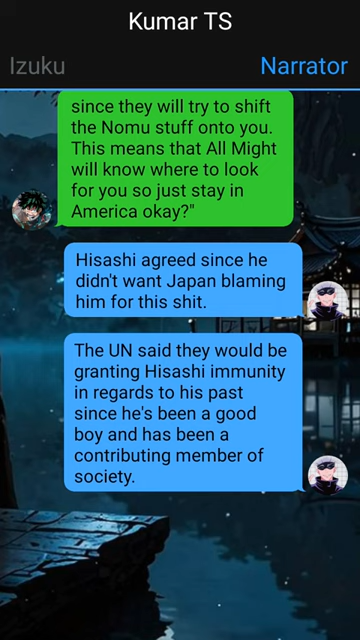 Kumar TS
Izuku
Narrator
since they will try to shift
the Nomu stuff onto you.
This means that All Might
will know where to look
for you so just stay in
America okay?"
Hisashi agreed since he
didn't want Japan blaming
him for this shit.
The UN said they would be
granting Hisashi immunity
in regards to his past
since he's been a good
boy and has been a
contributing member of
society.